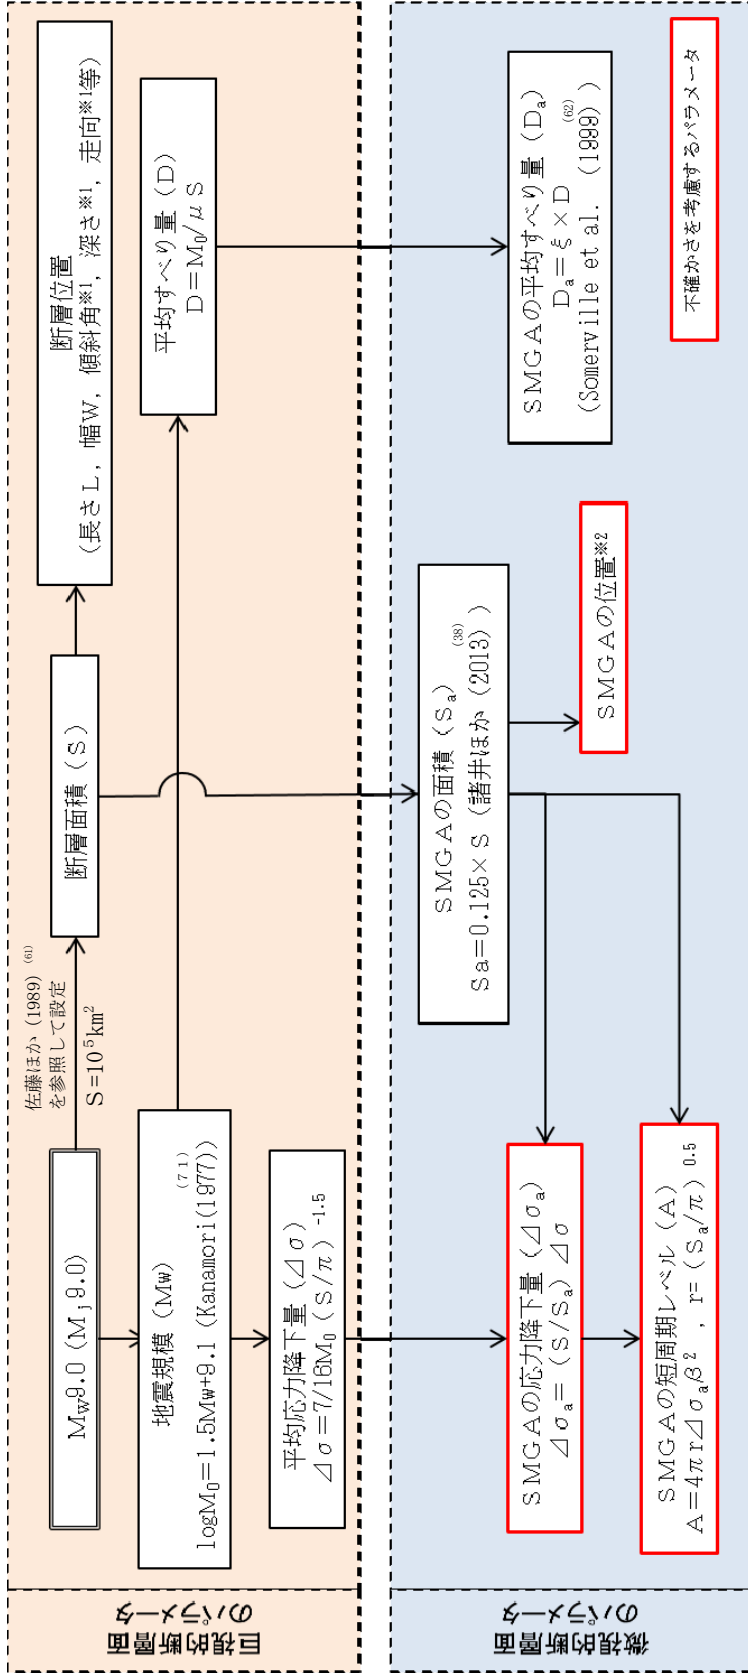 巨視的断層面
のパラメータ
Mw9.0 (Mj9.0)
佐藤ほか (1989) (61)
を参照して設定
S=10⁵km²
断層面積 (S)
断層位置
(長さL, 幅W, 傾斜角※1, 深さ※1, 走向※1等)
地震規模 (Mw)
logM₀=1.5Mw+9.1 (Kanamori(1977)) (71)
平均すべり量 (D)
D=M₀/μS
平均応力降下量 (Δσ)
Δσ=7/16M₀ (S/π) ⁻¹·⁵
微視的断層面
のパラメータ
SMGAの面積 (Sₐ)
Sa=0.125×S (諸井ほか (2013) (38) )
SMGAの平均すべり量 (Dₐ)
Dₐ=ξ×D
(Somerville et al. (1999) (62) )
SMGAの応力降下量 (Δσₐ)
Δσₐ= (S/Sₐ) Δσ
SMGAの位置※2
SMGAの短周期レベル (A)
A=4πrΔσₐβ², r= (Sₐ/π) ⁰·⁵
不確かさを考慮するパラメータ